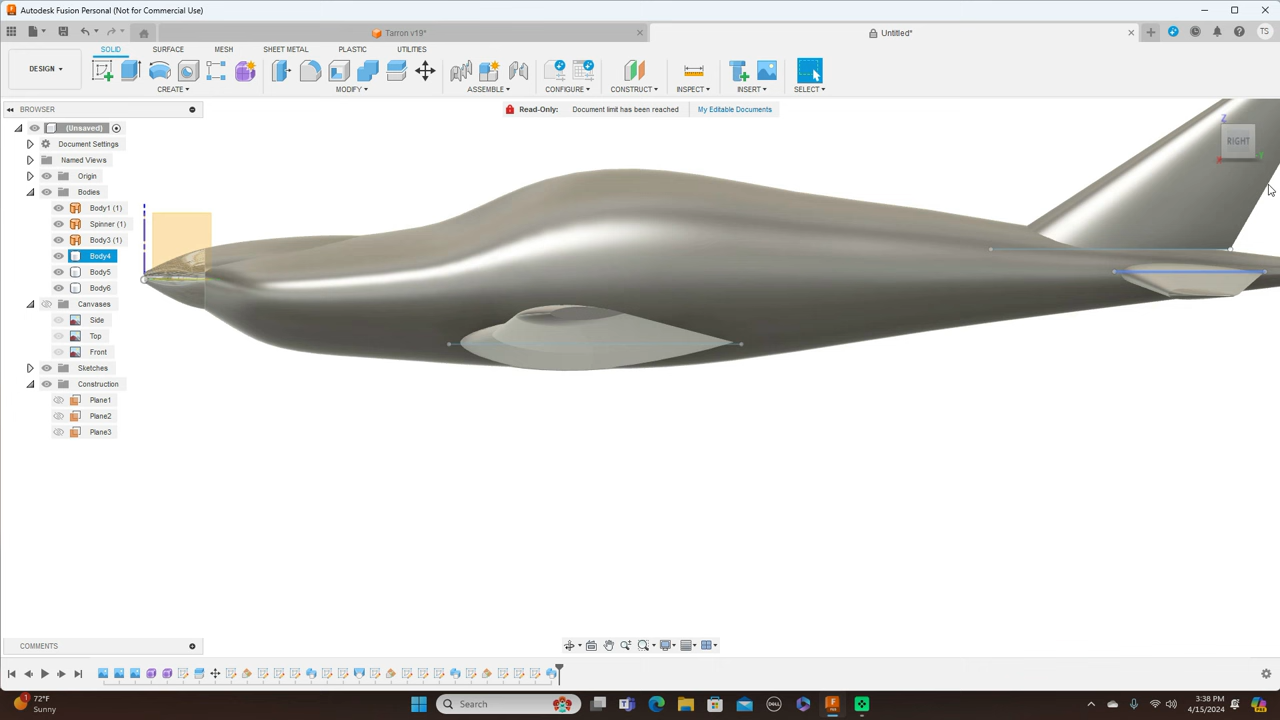 Autodesk Fusion Personal (Not for Commercial Use)
Tarron v19*
Untitled*
TS
SOLID SURFACE MESH SHEET METAL PLASTIC UTILITIES
DESIGN
CREATE MODIFY ASSEMBLE CONFIGURE CONSTRUCT INSPECT INSERT SELECT
BROWSER
Read-Only: Document limit has been reached My Editable Documents
(Unsaved)
Document Settings
Named Views
Origin
Bodies
Body1 (1)
Spinner (1)
Body3 (1)
Body4
Body5
Body6
Canvases
Side
Top
Front
Sketches
Construction
Plane1
Plane2
Plane3
Z
RIGHT
COMMENTS
1
72°F
Sunny
Search
DELL
3:38 PM
4/15/2024